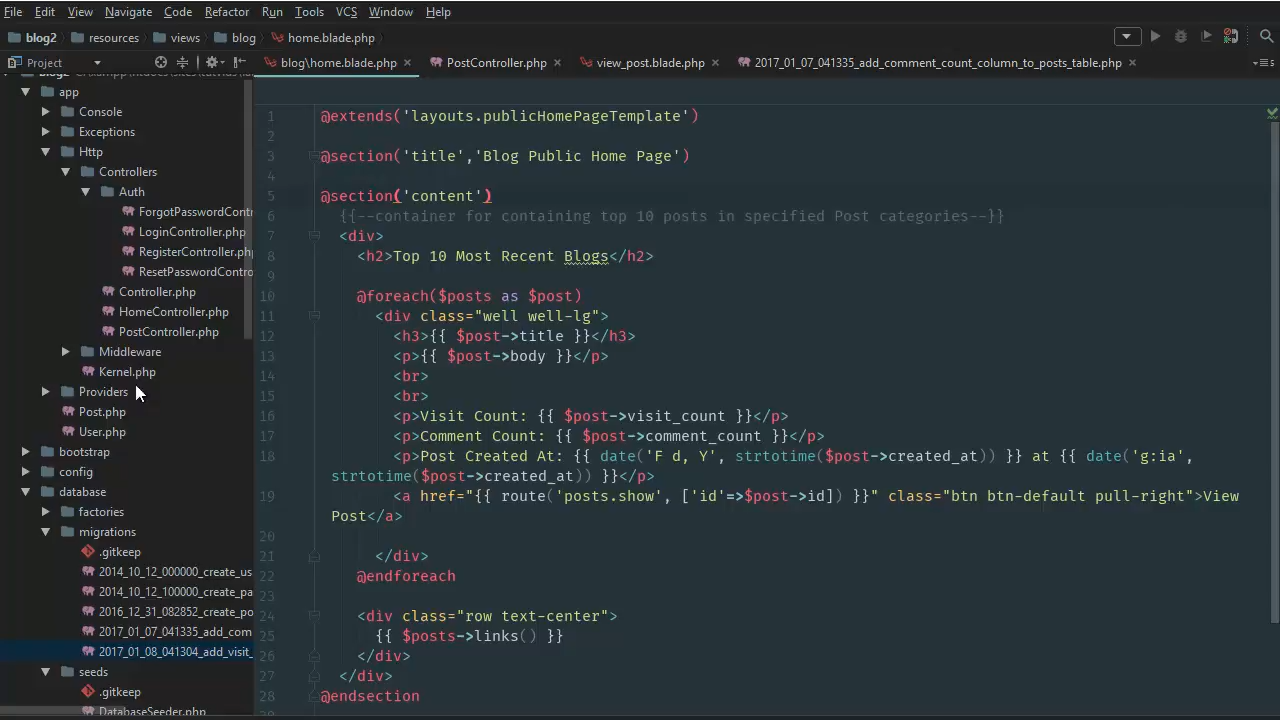 File Edit View Navigate Code Refactor Run Tools VCS Window Help
blog2 resources views blog home.blade.php
Project blog\home.blade.php PostController.php view_post.blade.php 2017_01_07_041335_add_comment_count_column_to_posts_table.php
app
Console
Exceptions
Http
Controllers
Auth
ForgotPasswordContr
LoginController.php
RegisterController.php
ResetPasswordContro
Controller.php
HomeController.php
PostController.php
Middleware
Kernel.php
Providers
Post.php
User.php
bootstrap
config
database
factories
migrations
.gitkeep
2014_10_12_000000_create_us
2014_10_12_100000_create_pa
2016_12_31_082852_create_po
2017_01_07_041335_add_com
2017_01_08_041304_add_visit_
seeds
.gitkeep
DatabaseSeeder.php
1 @extends('layouts.publicHomePageTemplate')
2
3 @section('title','Blog Public Home Page')
4
5 @section('content')
6 {{--container for containing top 10 posts in specified Post categories--}}
7 <div>
8 <h2>Top 10 Most Recent Blogs</h2>
9
10 @foreach($posts as $post)
11 <div class="well well-lg">
12 <h3>{{ $post->title }}</h3>
13 <p>{{ $post->body }}</p>
14 <br>
15 <br>
16 <p>Visit Count: {{ $post->visit_count }}</p>
17 <p>Comment Count: {{ $post->comment_count }}</p>
18 <p>Post Created At: {{ date('F d, Y', strtotime($post->created_at)) }} at {{ date('g:ia',
strtotime($post->created_at)) }}</p>
19 <a href="{{ route('posts.show', ['id'=>$post->id]) }}" class="btn btn-default pull-right">View
Post</a>
20
21 </div>
22 @endforeach
23
24 <div class="row text-center">
25 {{ $posts->links() }}
26 </div>
27 </div>
28 @endsection